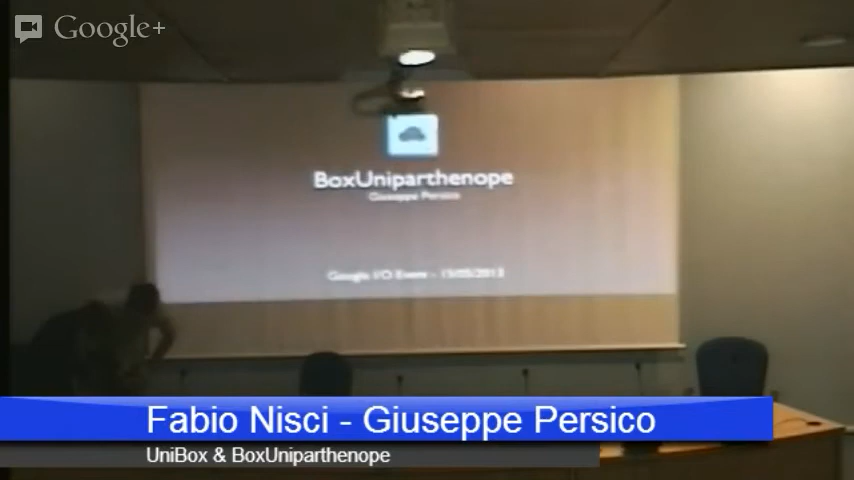 Google+
BoxUniparthenope
Giuseppe Persico
Google I/O Event - 15/05/2013
Fabio Nisci - Giuseppe Persico
UniBox & BoxUniparthenope